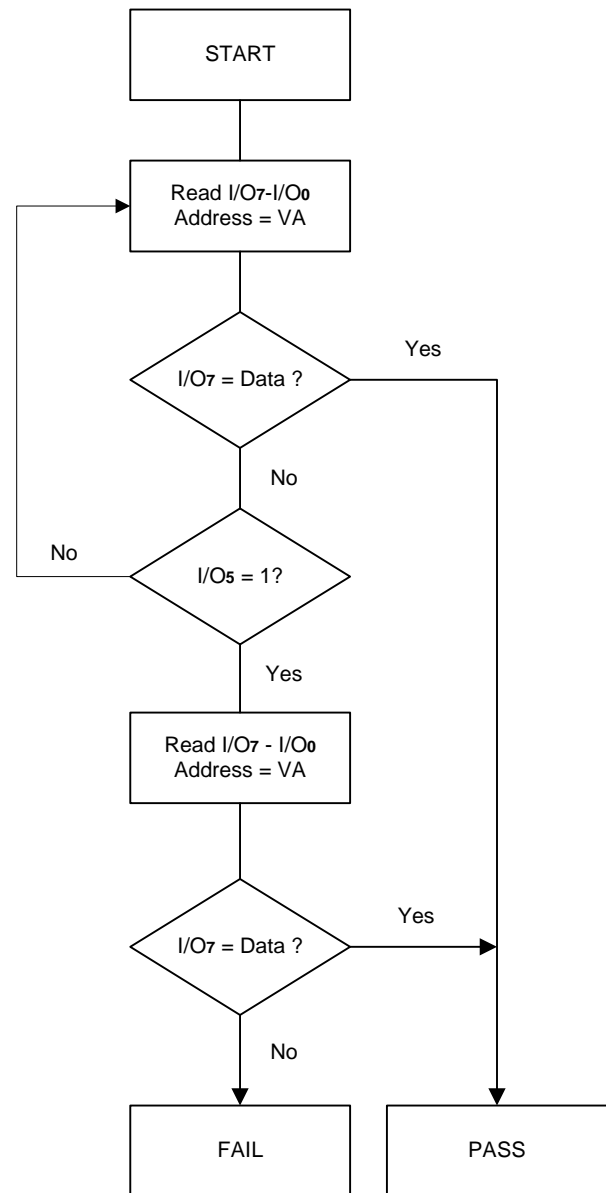 START
Read I/O7-I/O0
Address = VA
Yes
I/O7 = Data ?
No
No
I/O5 = 1?
Yes
Read I/O7 - I/O0
Address = VA
Yes
I/O7 = Data ?
No
FAIL
PASS